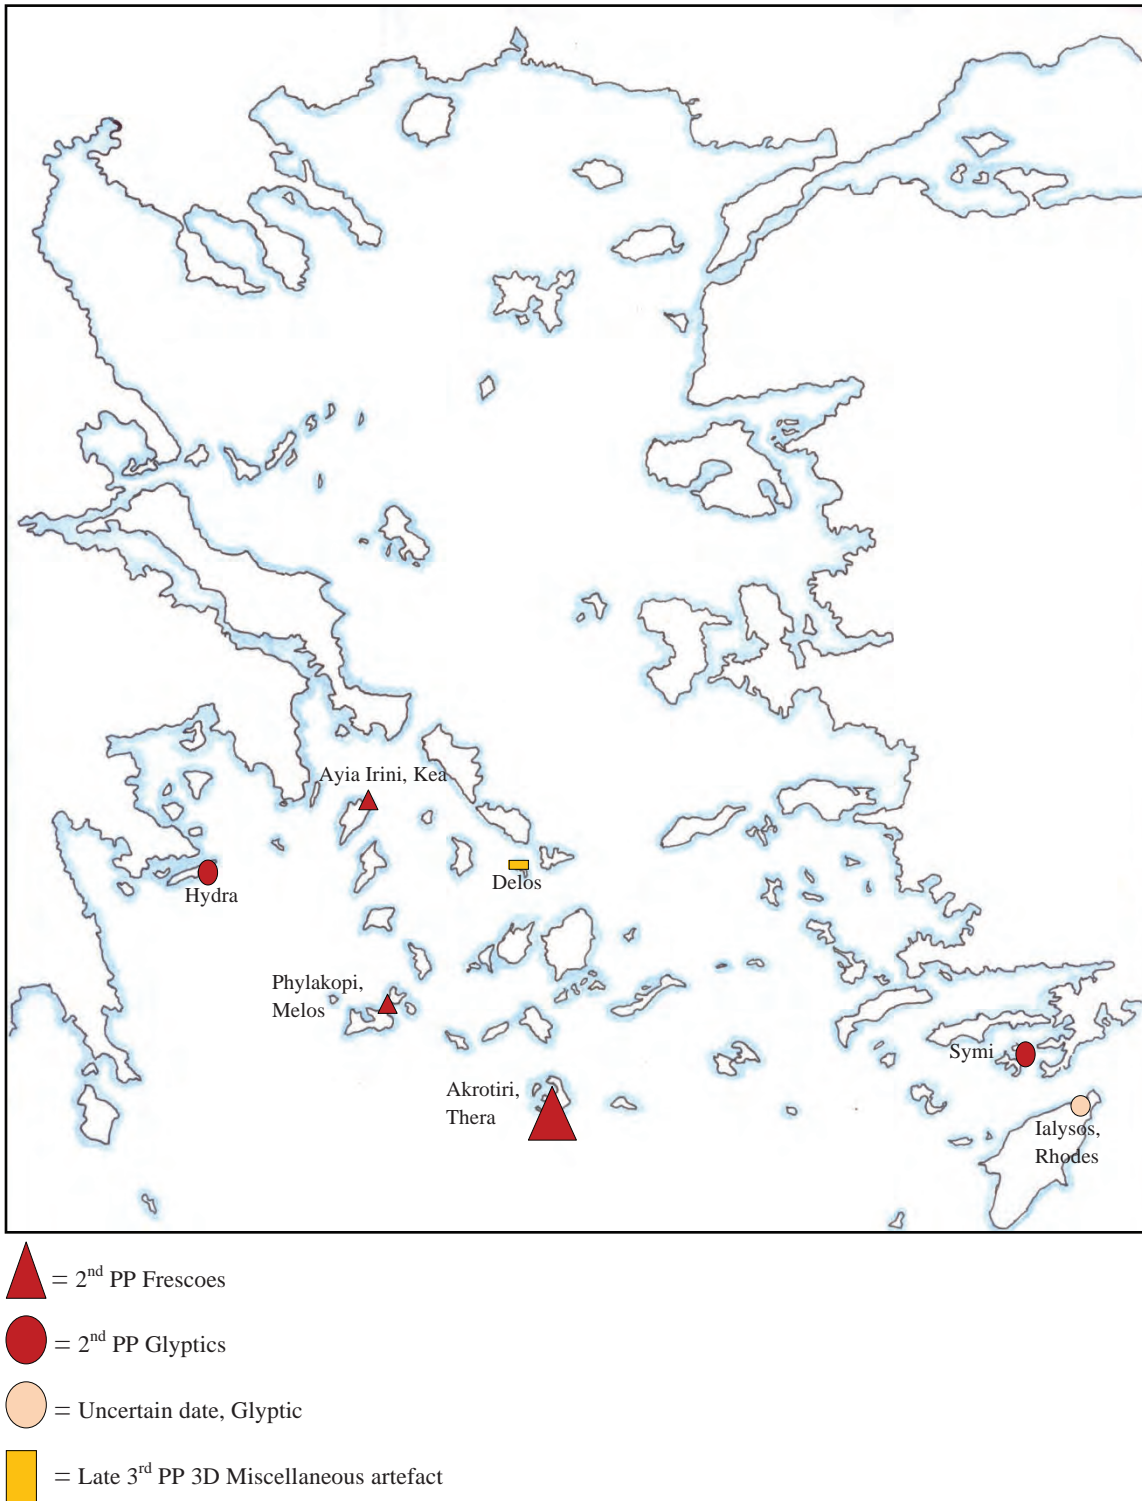 Ayia Irini, Kea
Hydra
Delos
Phylakopi,
Melos
Symi
Akrotiri,
Thera
Ialysos,
Rhodes
= 2nd PP Frescoes
= 2nd PP Glyptics
= Uncertain date, Glyptic
= Late 3rd PP 3D Miscellaneous artefact